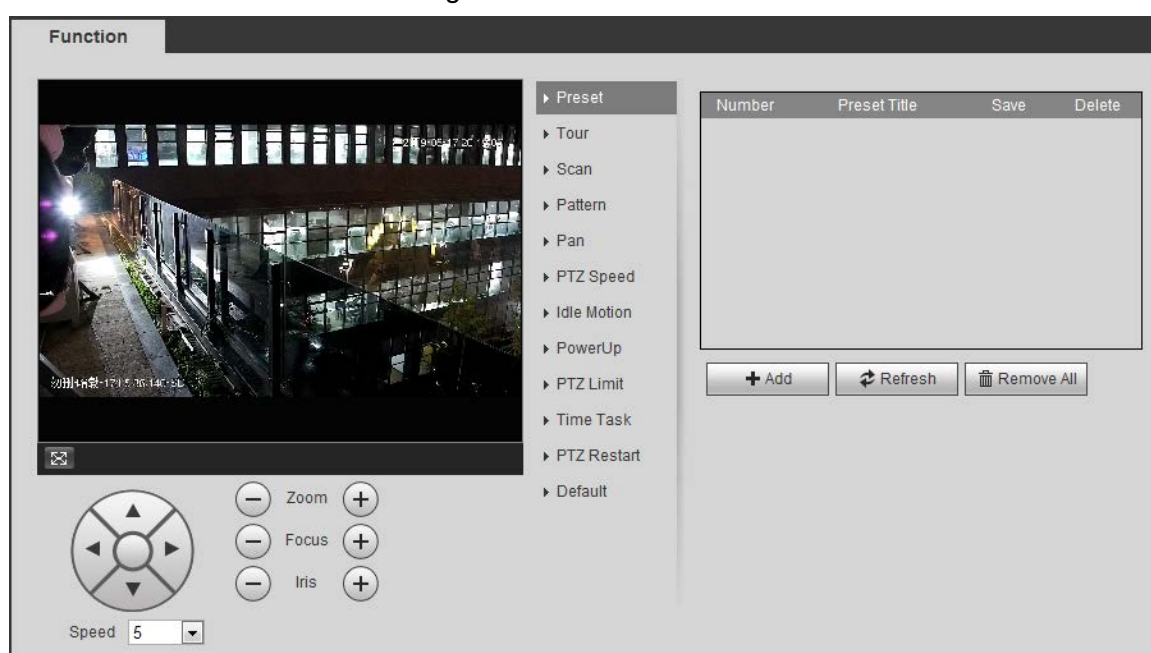 Function
Preset
Tour
Scan
Pattern
Pan
PTZ Speed
Idle Motion
PowerUp
PTZ Limit
Time Task
PTZ Restart
Default
Number Preset Title Save Delete
Add Refresh Remove All
Zoom
Focus
Iris
Speed 5